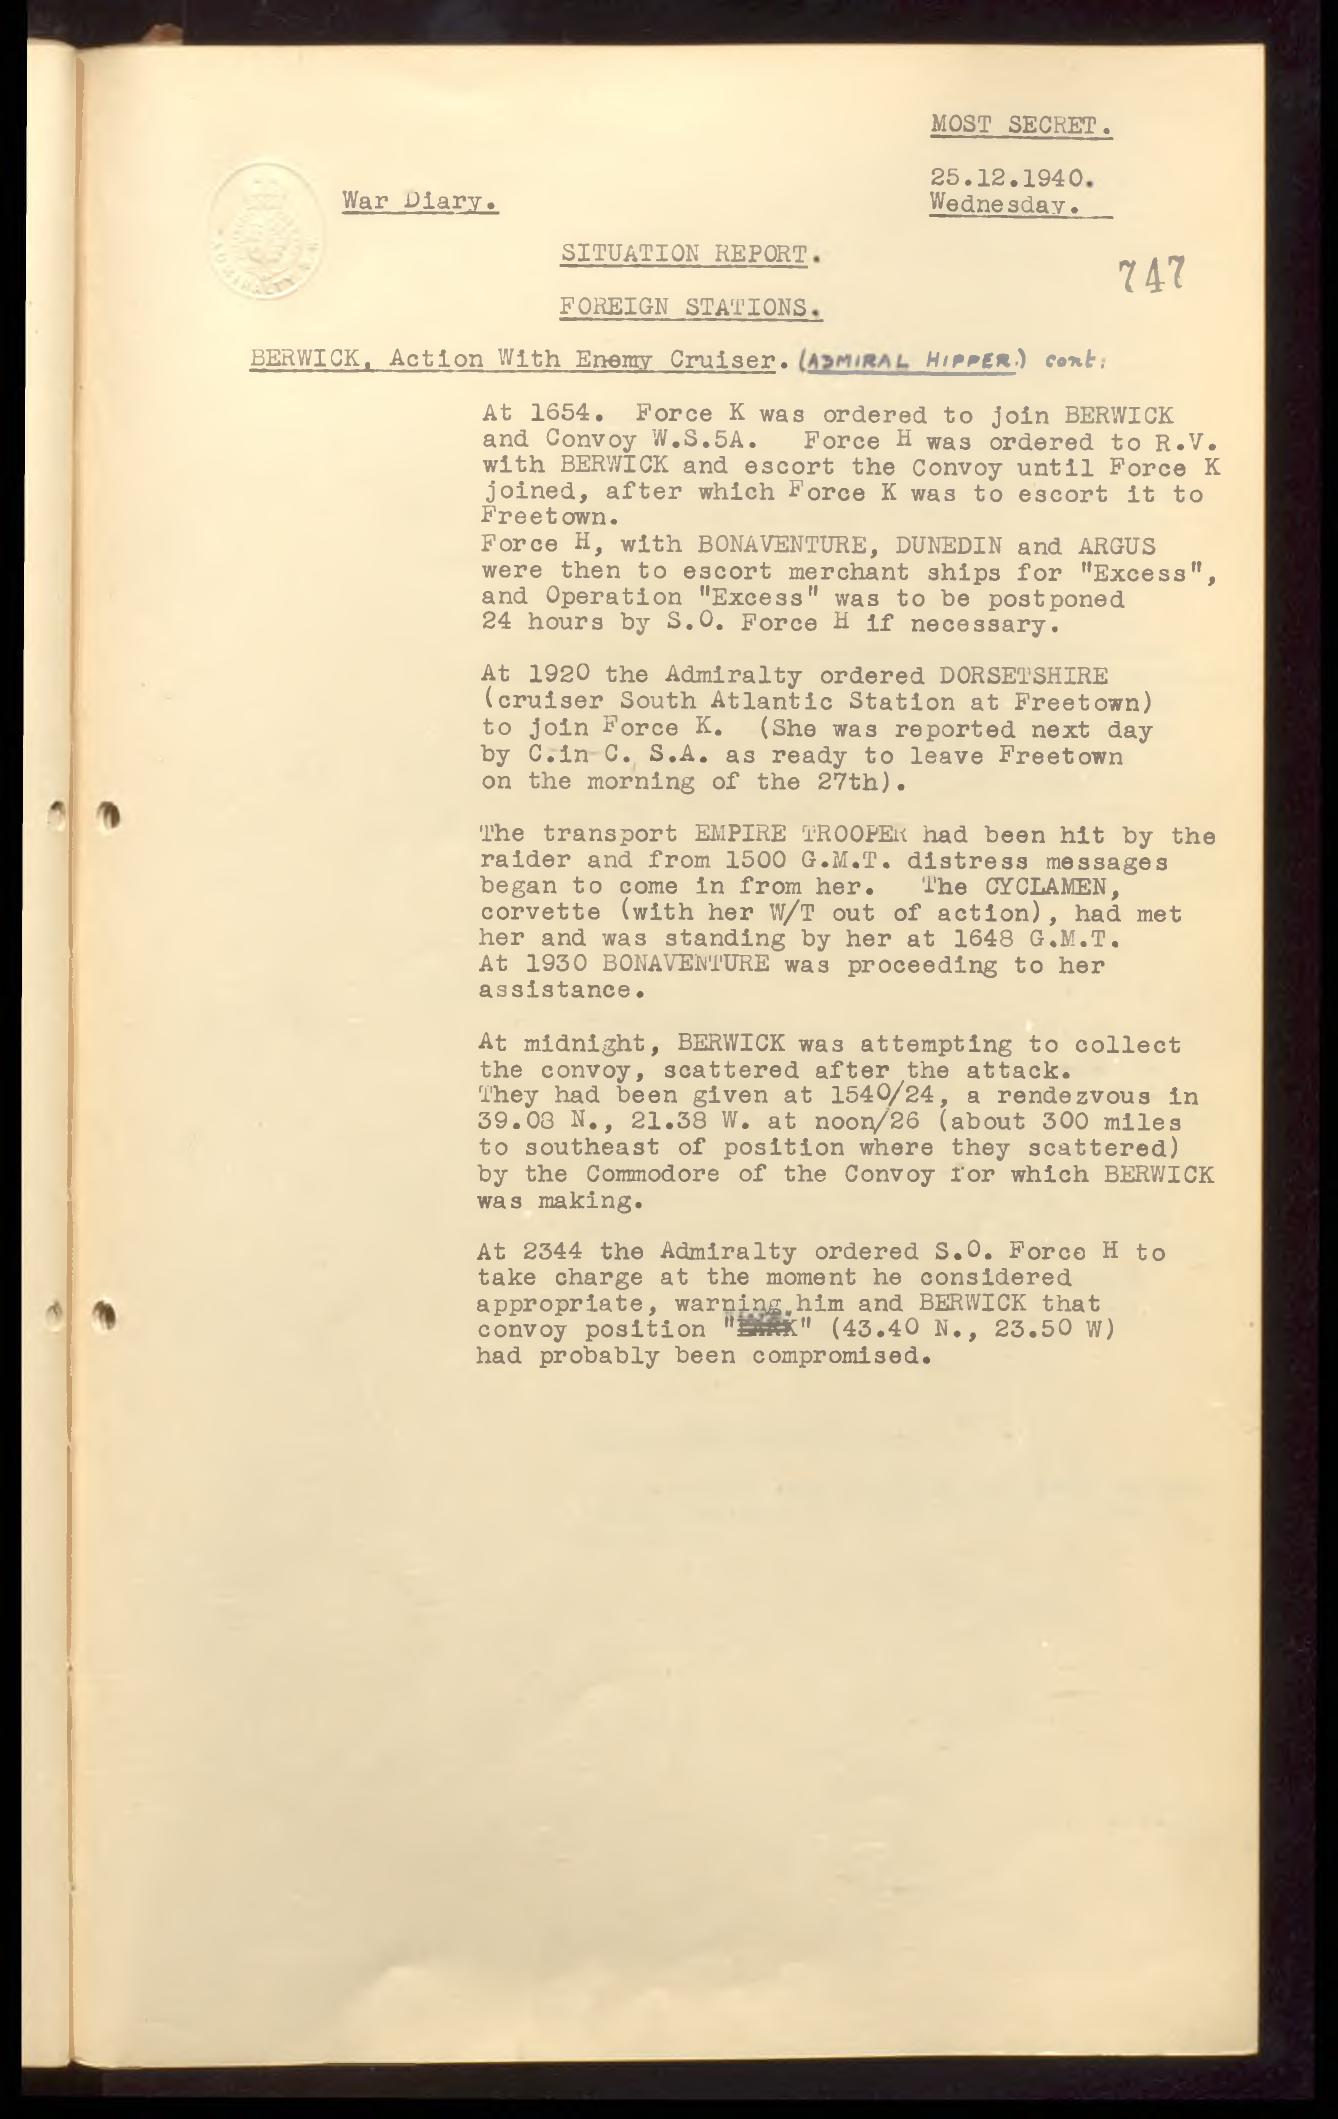 MOST SECRET.
25.12.1940.
War Diary.
Wednesday.
SITUATION REPORT.
747
FOREIGN STATIONS.
BERWICK, Action With Enemy Cruiser. (ADMIRAL HIPPER.) cont:
At 1654. Force K was ordered to join BERWICK
and Convoy W.S.5A. Force H was ordered to R.V.
with BERWICK and escort the Convoy until Force K
joined, after which Force K was to escort it to
Freetown.
Force H, with BONAVENTURE, DUNEDIN and ARGUS
were then to escort merchant ships for "Excess",
and Operation "Excess" was to be postponed
24 hours by S.O. Force H if necessary.
At 1920 the Admiralty ordered DORSETSHIRE
(cruiser South Atlantic Station at Freetown)
to join Force K. (She was reported next day
by C.in C. S.A. as ready to leave Freetown
on the morning of the 27th).
The transport EMPIRE TROOPER had been hit by the
raider and from 1500 G.M.T. distress messages
began to come in from her. The CYCLAMEN,
corvette (with her W/T out of action), had met
her and was standing by her at 1648 G.M.T.
At 1930 BONAVENTURE was proceeding to her
assistance.
At midnight, BERWICK was attempting to collect
the convoy, scattered after the attack.
They had been given at 1540/24, a rendezvous in
39.08 N., 21.38 W. at noon/26 (about 300 miles
to southeast of position where they scattered)
by the Commodore of the Convoy for which BERWICK
was making.
At 2344 the Admiralty ordered S.O. Force H to
take charge at the moment he considered
appropriate, warning him and BERWICK that
convoy position "" (43.40 N., 23.50 W)
had probably been compromised.